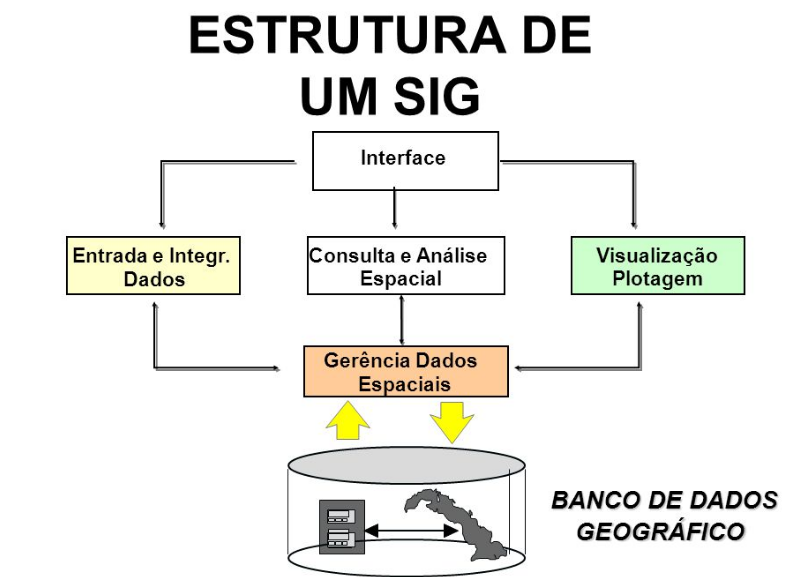 ESTRUTURA DE
UM SIG
Interface
Entrada e Integr.
Dados
Consulta e Análise
Espacial
Visualização
Plotagem
Gerência Dados
Espaciais
BANCO DE DADOS
GEOGRÁFICO